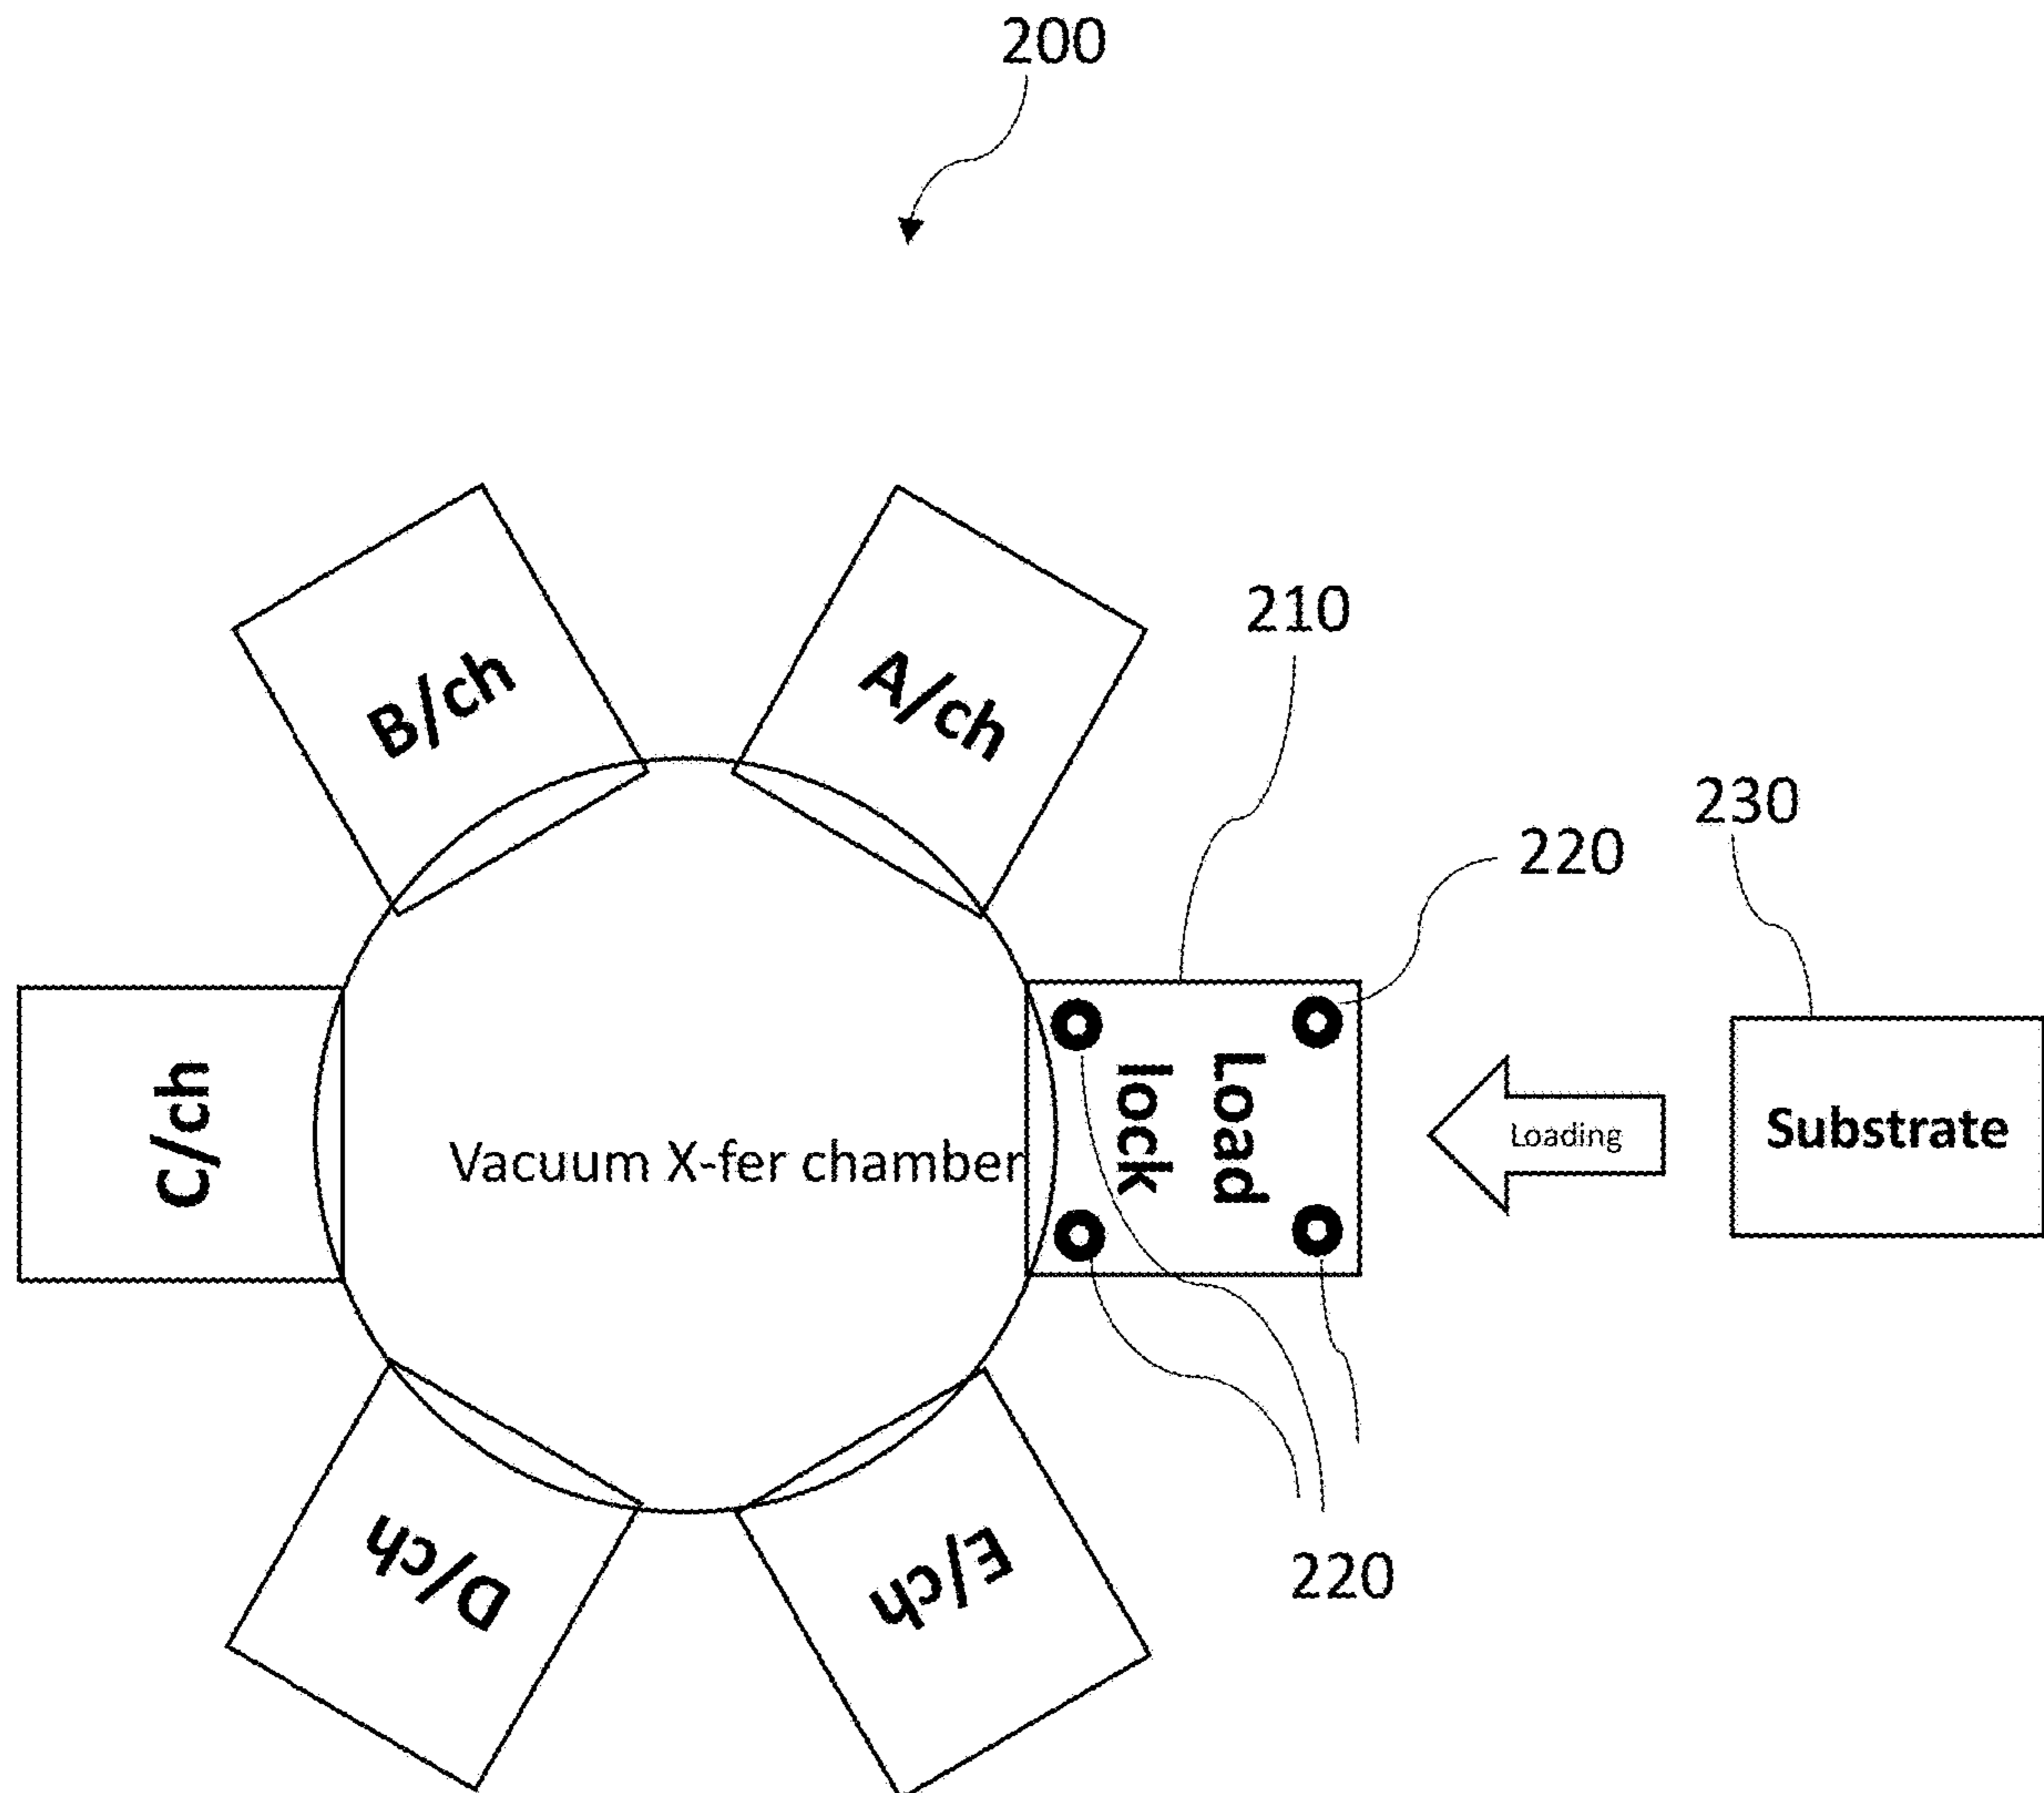 200
210
B/ch
A/ch
230
220
C/ch
Vacuum X-fer chamber
Load
lock
Loading
Substrate
D/ch
E/ch
220